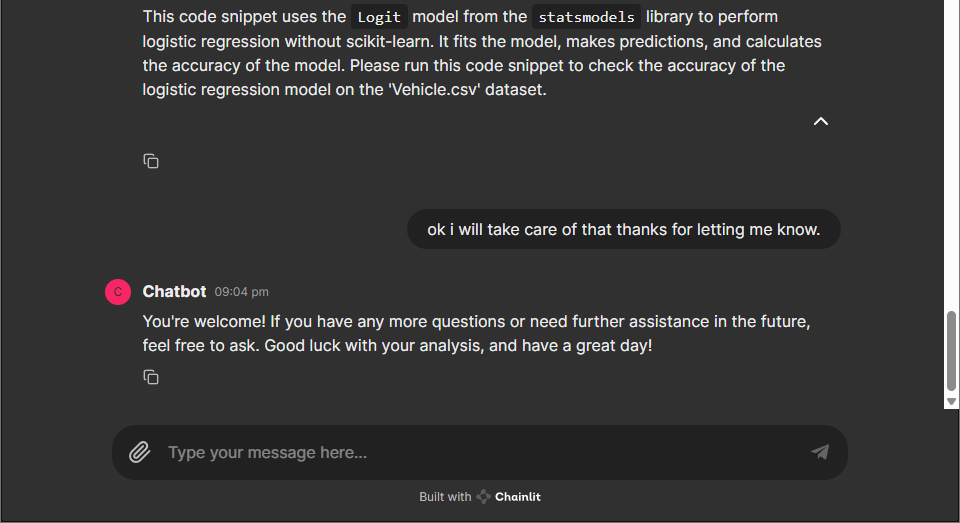 This code snippet uses the Logit model from the statsmodels library to perform
logistic regression without scikit-learn. It fits the model, makes predictions, and calculates
the accuracy of the model. Please run this code snippet to check the accuracy of the
logistic regression model on the 'Vehicle.csv' dataset.
ok i will take care of that thanks for letting me know.
C Chatbot 09:04 pm
You're welcome! If you have any more questions or need further assistance in the future,
feel free to ask. Good luck with your analysis, and have a great day!
Type your message here...
Built with Chainlit